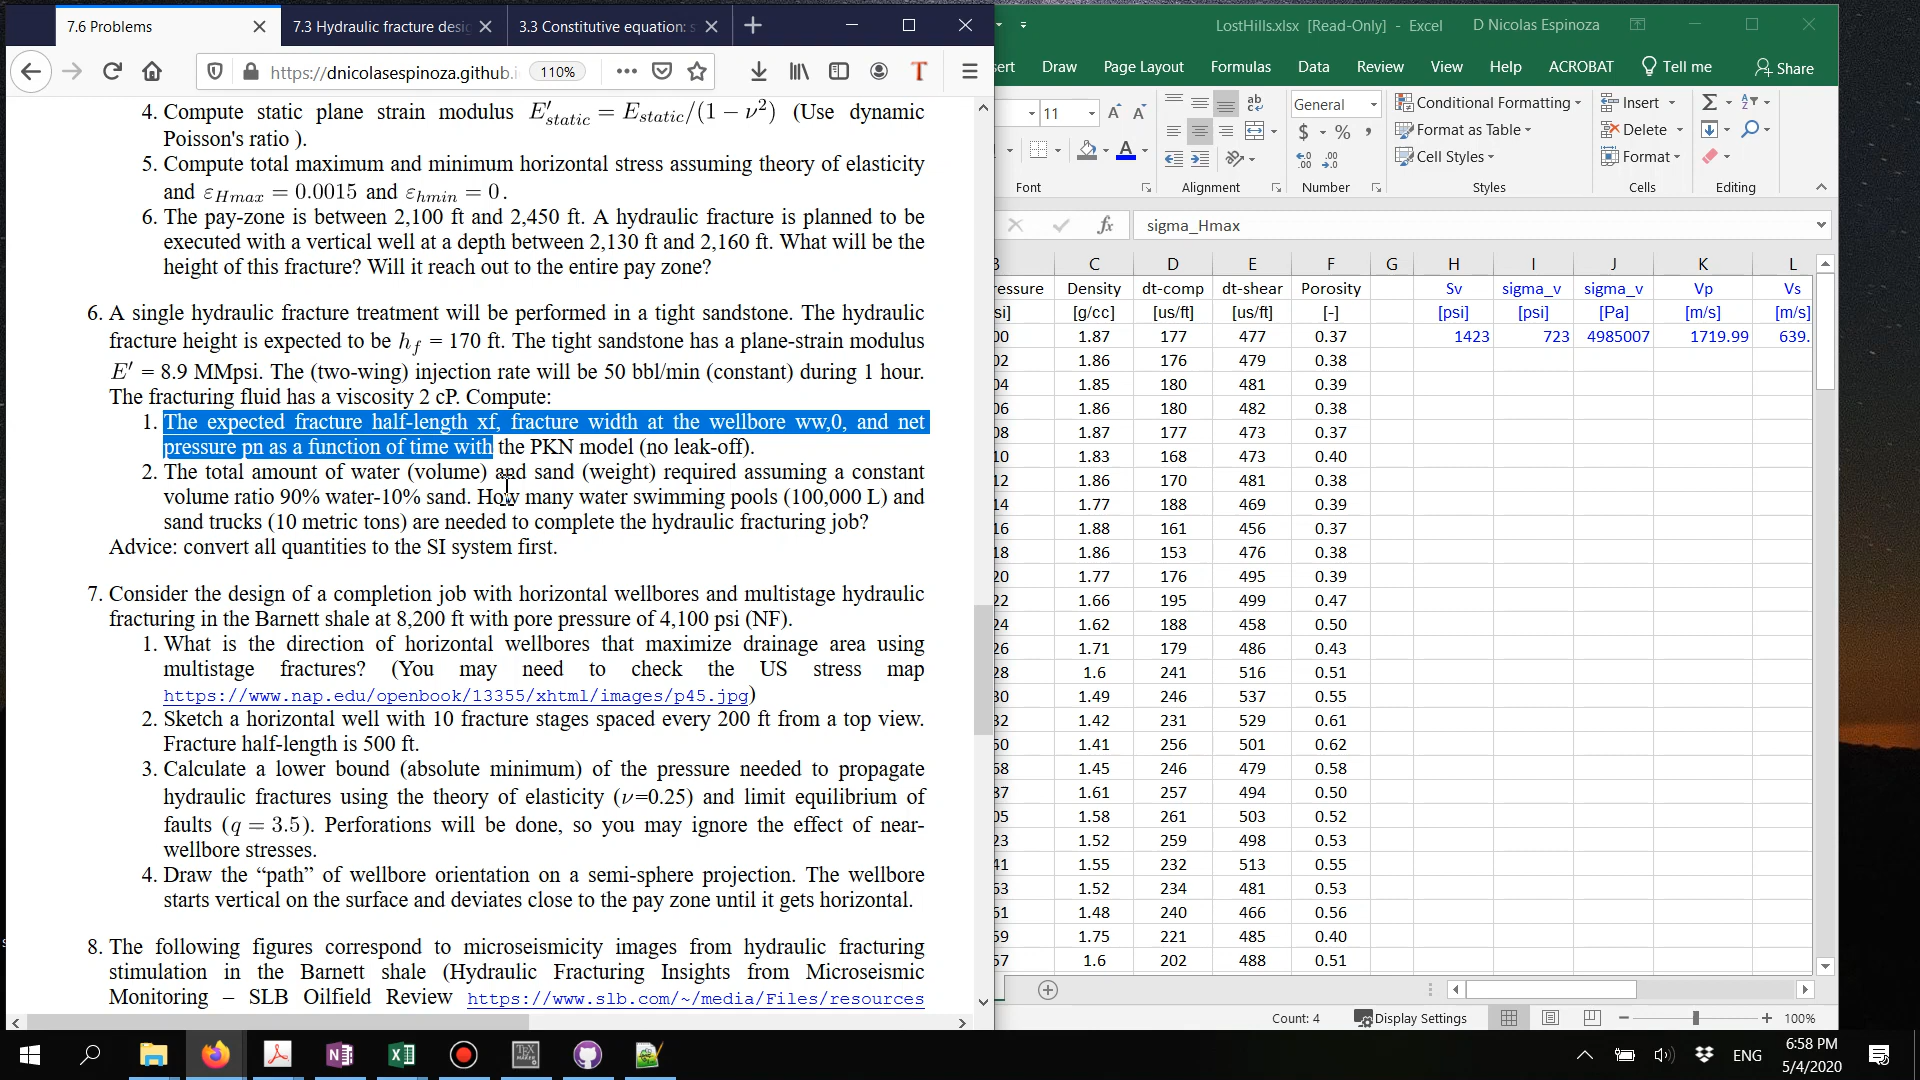 7.6 Problems
7.3 Hydraulic fracture desi
3.3 Constitutive equation: s
https://dnicolasespinoza.github.i
110%
4. Compute static plane strain modulus E'static = Estatic/(1 − ν²) (Use dynamic
Poisson's ratio ).
5. Compute total maximum and minimum horizontal stress assuming theory of elasticity
and εHmax = 0.0015 and εhmin = 0.
6. The pay-zone is between 2,100 ft and 2,450 ft. A hydraulic fracture is planned to be
executed with a vertical well at a depth between 2,130 ft and 2,160 ft. What will be the
height of this fracture? Will it reach out to the entire pay zone?
6. A single hydraulic fracture treatment will be performed in a tight sandstone. The hydraulic
fracture height is expected to be hf = 170 ft. The tight sandstone has a plane-strain modulus
E' = 8.9 MMpsi. The (two-wing) injection rate will be 50 bbl/min (constant) during 1 hour.
The fracturing fluid has a viscosity 2 cP. Compute:
1. The expected fracture half-length xf, fracture width at the wellbore ww,0, and net
pressure pn as a function of time with the PKN model (no leak-off).
2. The total amount of water (volume) and sand (weight) required assuming a constant
volume ratio 90% water-10% sand. How many water swimming pools (100,000 L) and
sand trucks (10 metric tons) are needed to complete the hydraulic fracturing job?
Advice: convert all quantities to the SI system first.
7. Consider the design of a completion job with horizontal wellbores and multistage hydraulic
fracturing in the Barnett shale at 8,200 ft with pore pressure of 4,100 psi (NF).
1. What is the direction of horizontal wellbores that maximize drainage area using
multistage fractures? (You may need to check the US stress map
https://www.nap.edu/openbook/13355/xhtml/images/p45.jpg)
2. Sketch a horizontal well with 10 fracture stages spaced every 200 ft from a top view.
Fracture half-length is 500 ft.
3. Calculate a lower bound (absolute minimum) of the pressure needed to propagate
hydraulic fractures using the theory of elasticity (ν=0.25) and limit equilibrium of
faults (q = 3.5). Perforations will be done, so you may ignore the effect of near-
wellbore stresses.
4. Draw the “path” of wellbore orientation on a semi-sphere projection. The wellbore
starts vertical on the surface and deviates close to the pay zone until it gets horizontal.
8. The following figures correspond to microseismicity images from hydraulic fracturing
stimulation in the Barnett shale (Hydraulic Fracturing Insights from Microseismic
Monitoring – SLB Oilfield Review https://www.slb.com/~/media/Files/resources
LostHills.xlsx [Read-Only] - Excel
D Nicolas Espinoza
sert Draw Page Layout Formulas Data Review View Help ACROBAT Tell me Share
11
General
Conditional Formatting
Format as Table
Cell Styles
Insert
Delete
Format
Font Alignment Number Styles Cells Editing
fx sigma_Hmax
B C D E F G H I J K L
essure Density dt-comp dt-shear Porosity Sv sigma_v sigma_v Vp Vs
si] [g/cc] [us/ft] [us/ft] [-] [psi] [psi] [Pa] [m/s] [m/s]
00 1.87 177 477 0.37 1423 723 4985007 1719.99 639.
02 1.86 176 479 0.38
04 1.85 180 481 0.39
06 1.86 180 482 0.38
08 1.87 177 473 0.37
10 1.83 168 473 0.40
12 1.86 170 481 0.38
14 1.77 188 469 0.39
16 1.88 161 456 0.37
18 1.86 153 476 0.38
20 1.77 176 495 0.39
22 1.66 195 499 0.47
24 1.62 188 458 0.50
26 1.71 179 486 0.43
28 1.6 241 516 0.51
30 1.49 246 537 0.55
32 1.42 231 529 0.61
50 1.41 256 501 0.62
68 1.45 246 479 0.58
87 1.61 257 494 0.50
05 1.58 261 503 0.52
23 1.52 259 498 0.53
41 1.55 232 513 0.55
63 1.52 234 481 0.53
61 1.48 240 466 0.56
59 1.75 221 485 0.40
57 1.6 202 488 0.51
Count: 4
Display Settings
100%
ENG
6:58 PM
5/4/2020